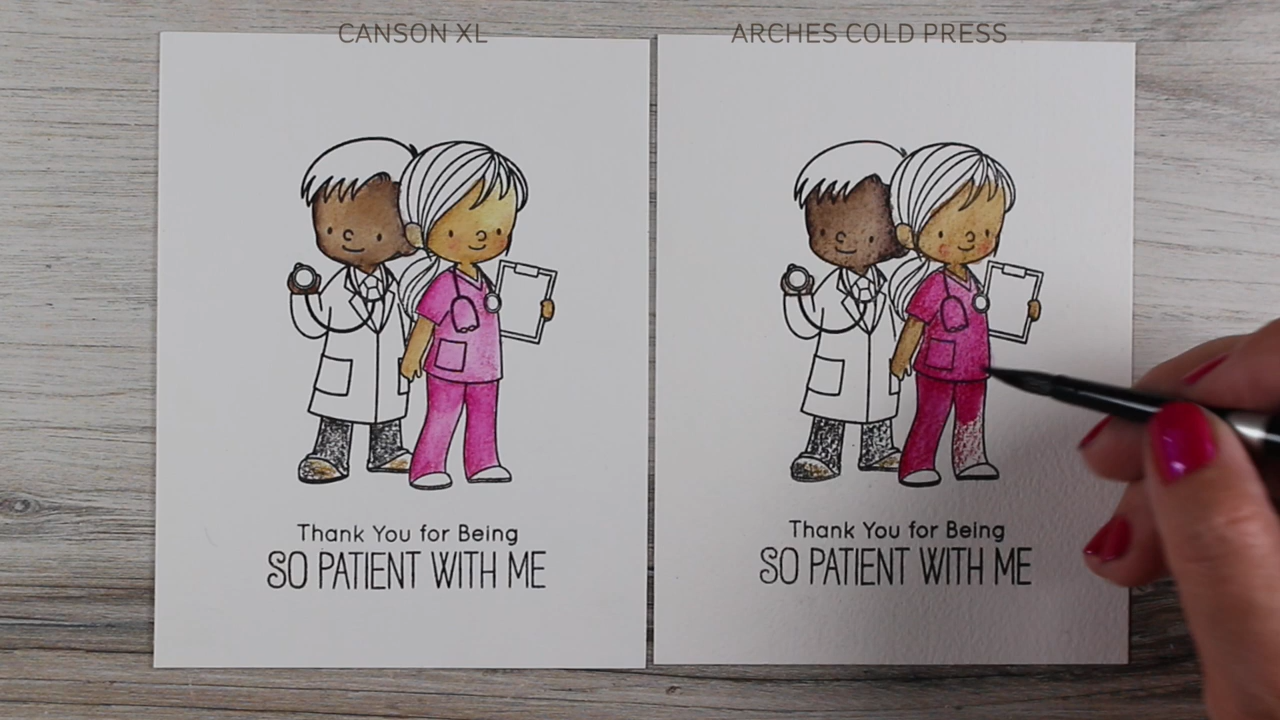 CANSON XL
ARCHES COLD PRESS
Thank You for Being
SO PATIENT WITH ME
Thank You for Being
SO PATIENT WITH ME